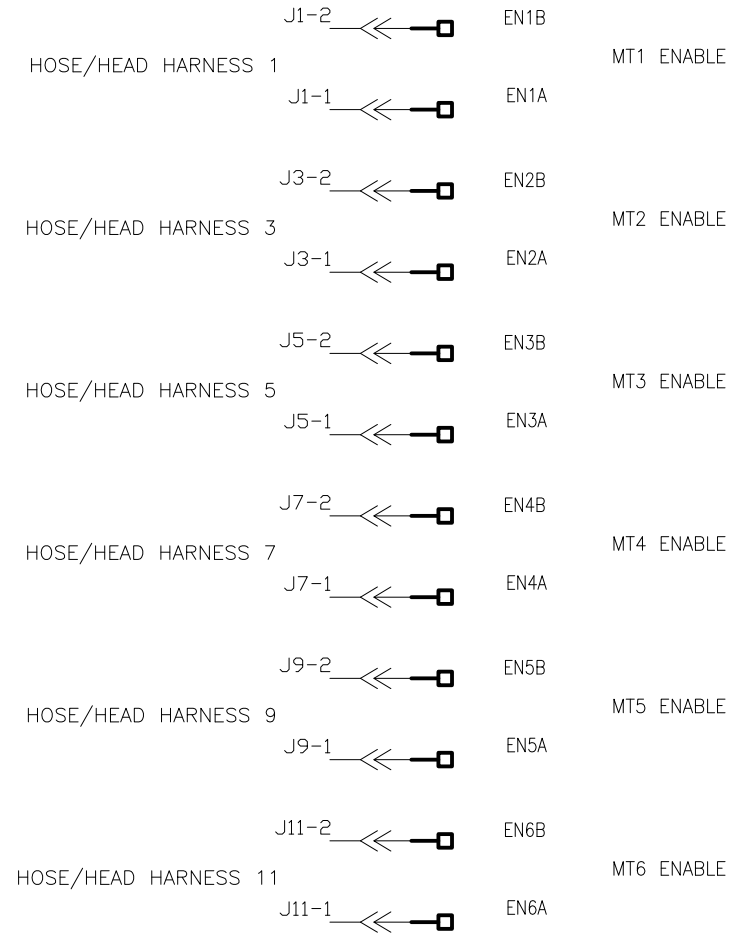 J1-2 EN1B
HOSE/HEAD HARNESS 1 MT1 ENABLE
J1-1 EN1A
J3-2 EN2B
HOSE/HEAD HARNESS 3 MT2 ENABLE
J3-1 EN2A
J5-2 EN3B
HOSE/HEAD HARNESS 5 MT3 ENABLE
J5-1 EN3A
J7-2 EN4B
HOSE/HEAD HARNESS 7 MT4 ENABLE
J7-1 EN4A
J9-2 EN5B
HOSE/HEAD HARNESS 9 MT5 ENABLE
J9-1 EN5A
J11-2 EN6B
HOSE/HEAD HARNESS 11 MT6 ENABLE
J11-1 EN6A